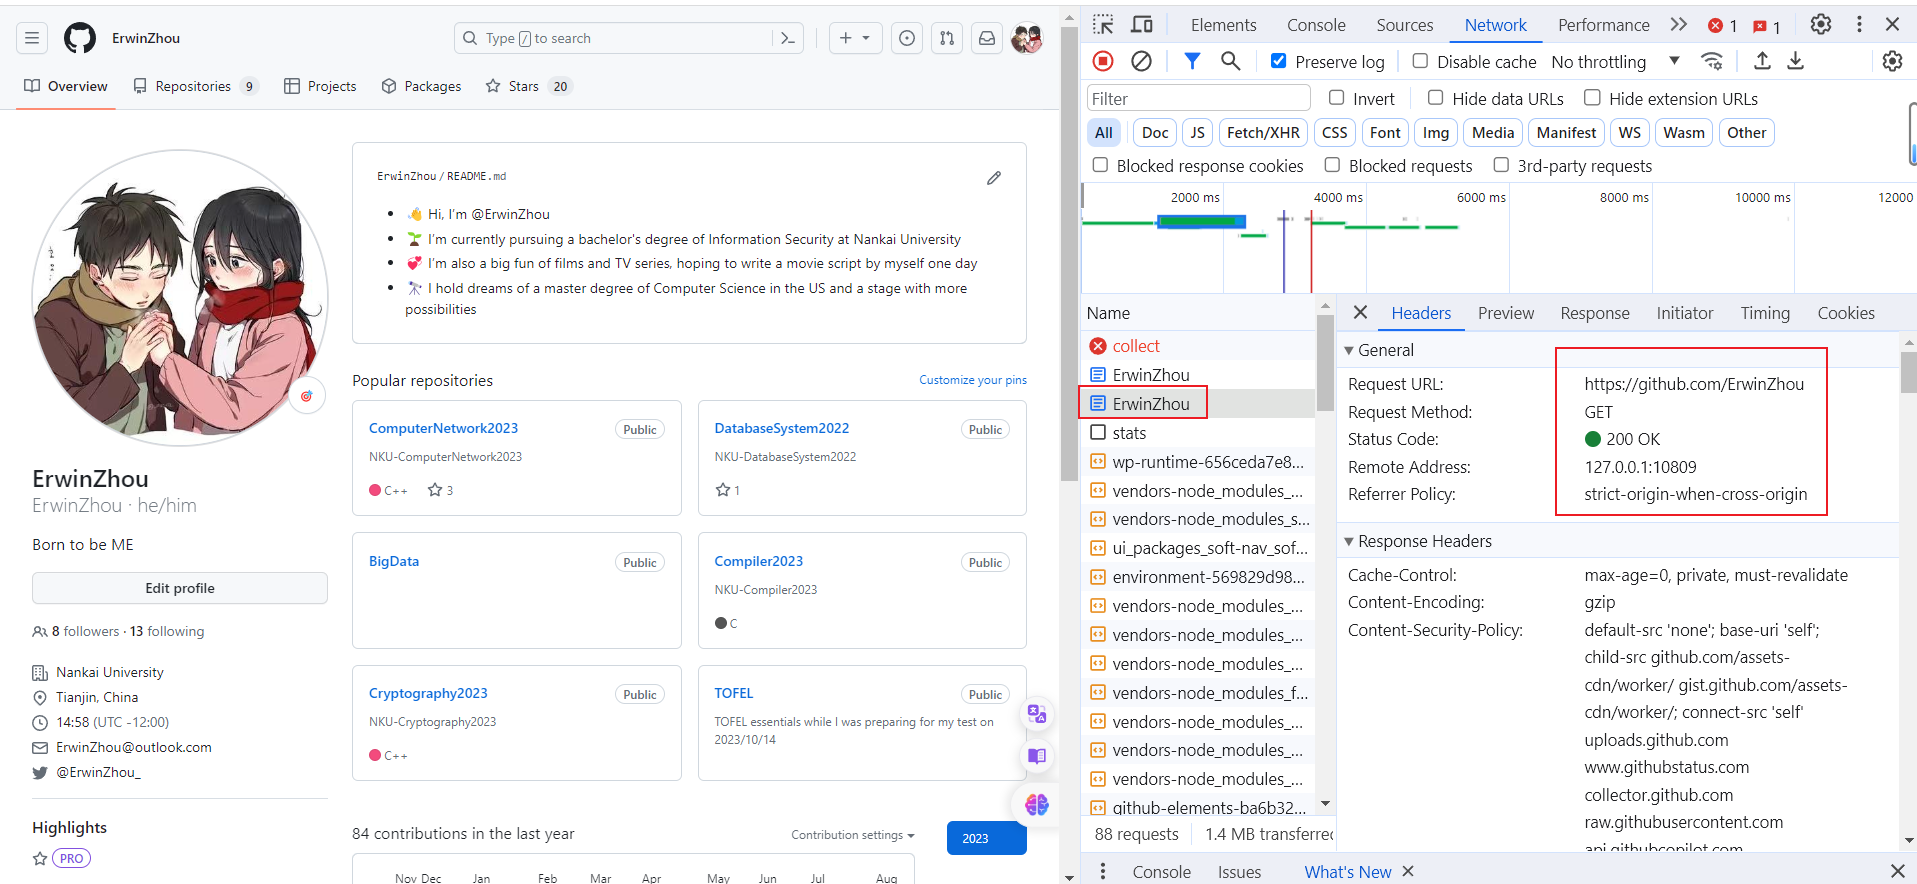 ErwinZhou
Type / to search
Overview
Repositories 9
Projects
Packages
Stars 20
ErwinZhou / README.md
👋 Hi, I'm @ErwinZhou
🌱 I'm currently pursuing a bachelor's degree of Information Security at Nankai University
💞 I'm also a big fun of films and TV series, hoping to write a movie script by myself one day
🔭 I hold dreams of a master degree of Computer Science in the US and a stage with more
possibilities
ErwinZhou
ErwinZhou · he/him
Born to be ME
Edit profile
8 followers · 13 following
Nankai University
Tianjin, China
14:58 (UTC -12:00)
ErwinZhou@outlook.com
@ErwinZhou_
Highlights
PRO
Popular repositories
Customize your pins
ComputerNetwork2023 Public
NKU-ComputerNetwork2023
C++ 3
DatabaseSystem2022 Public
NKU-DatabaseSystem2022
1
BigData Public
Compiler2023 Public
NKU-Compiler2023
C
Cryptography2023 Public
NKU-Cryptography2023
C++
TOFEL Public
TOFEL essentials while I was preparing for my test on
2023/10/14
84 contributions in the last year
Contribution settings
2023
Nov Dec Jan Feb Mar Apr May Jun Jul Aug
Elements Console Sources Network Performance 1 1
Preserve log Disable cache No throttling
Filter Invert Hide data URLs Hide extension URLs
All Doc JS Fetch/XHR CSS Font Img Media Manifest WS Wasm Other
Blocked response cookies Blocked requests 3rd-party requests
2000 ms 4000 ms 6000 ms 8000 ms 10000 ms 12000
Name
collect
ErwinZhou
ErwinZhou
stats
wp-runtime-656ceda7e8...
vendors-node_modules_...
vendors-node_modules_s...
ui_packages_soft-nav_sof...
environment-569829d98...
vendors-node_modules_...
vendors-node_modules_...
vendors-node_modules_...
vendors-node_modules_f...
vendors-node_modules_...
vendors-node_modules_...
vendors-node_modules_...
github-elements-ba6b32...
88 requests 1.4 MB transferred
Headers Preview Response Initiator Timing Cookies
General
Request URL: https://github.com/ErwinZhou
Request Method: GET
Status Code: 200 OK
Remote Address: 127.0.0.1:10809
Referrer Policy: strict-origin-when-cross-origin
Response Headers
Cache-Control: max-age=0, private, must-revalidate
Content-Encoding: gzip
Content-Security-Policy: default-src 'none'; base-uri 'self';
child-src github.com/assets-
cdn/worker/ gist.github.com/assets-
cdn/worker/; connect-src 'self'
uploads.github.com
www.githubstatus.com
collector.github.com
raw.githubusercontent.com
api.githubcopilot.com
Console Issues What's New